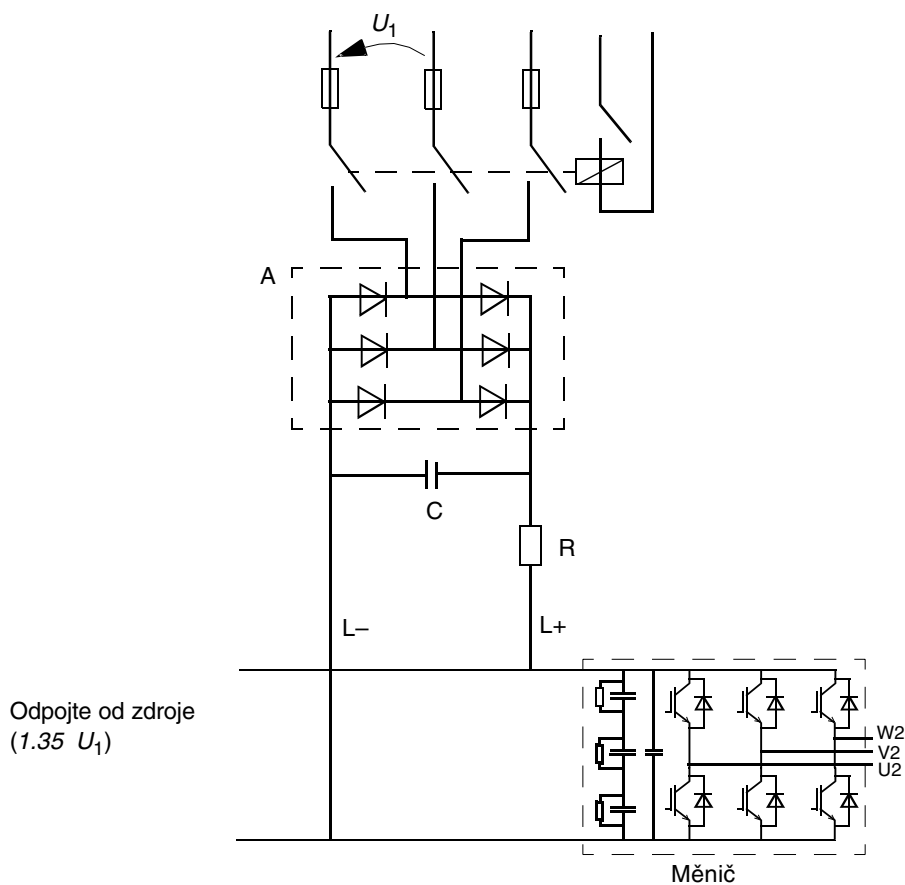 U1
A
C
R
L–
L+
Odpojte od zdroje
(1.35 U1)
W2
V2
U2
Měnič